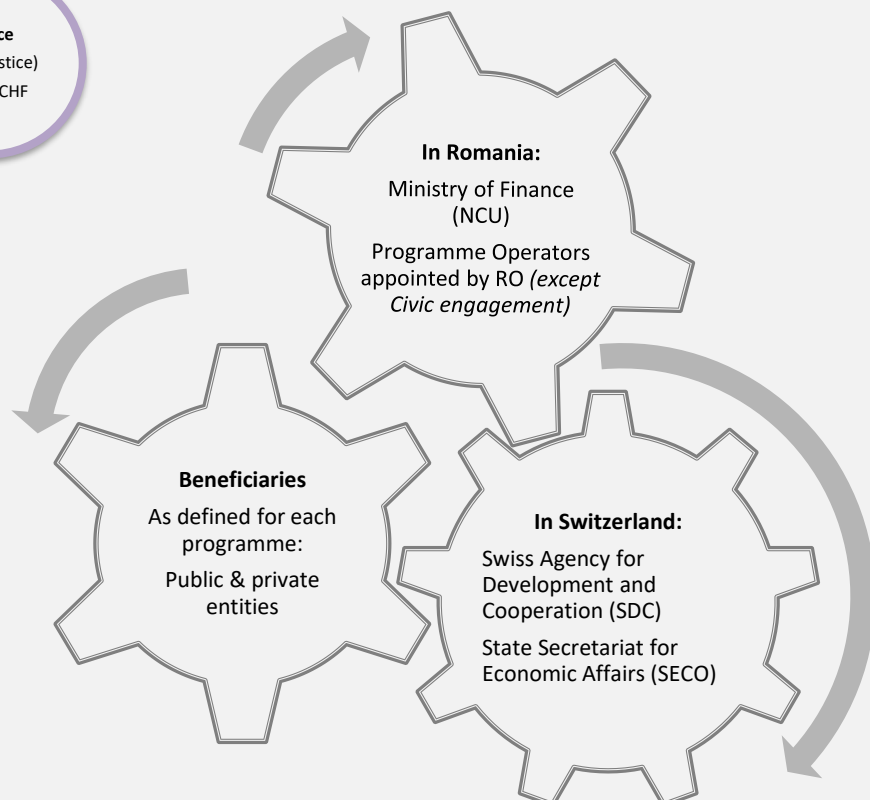 CHF
In Romania:
Ministry of Finance
(NCU)
Programme Operators
appointed by RO (except
Civic engagement)
Beneficiaries
As defined for each
programme:
Public & private
entities
In Switzerland:
Swiss Agency for
Development and
Cooperation (SDC)
State Secretariat for
Economic Affairs (SECO)